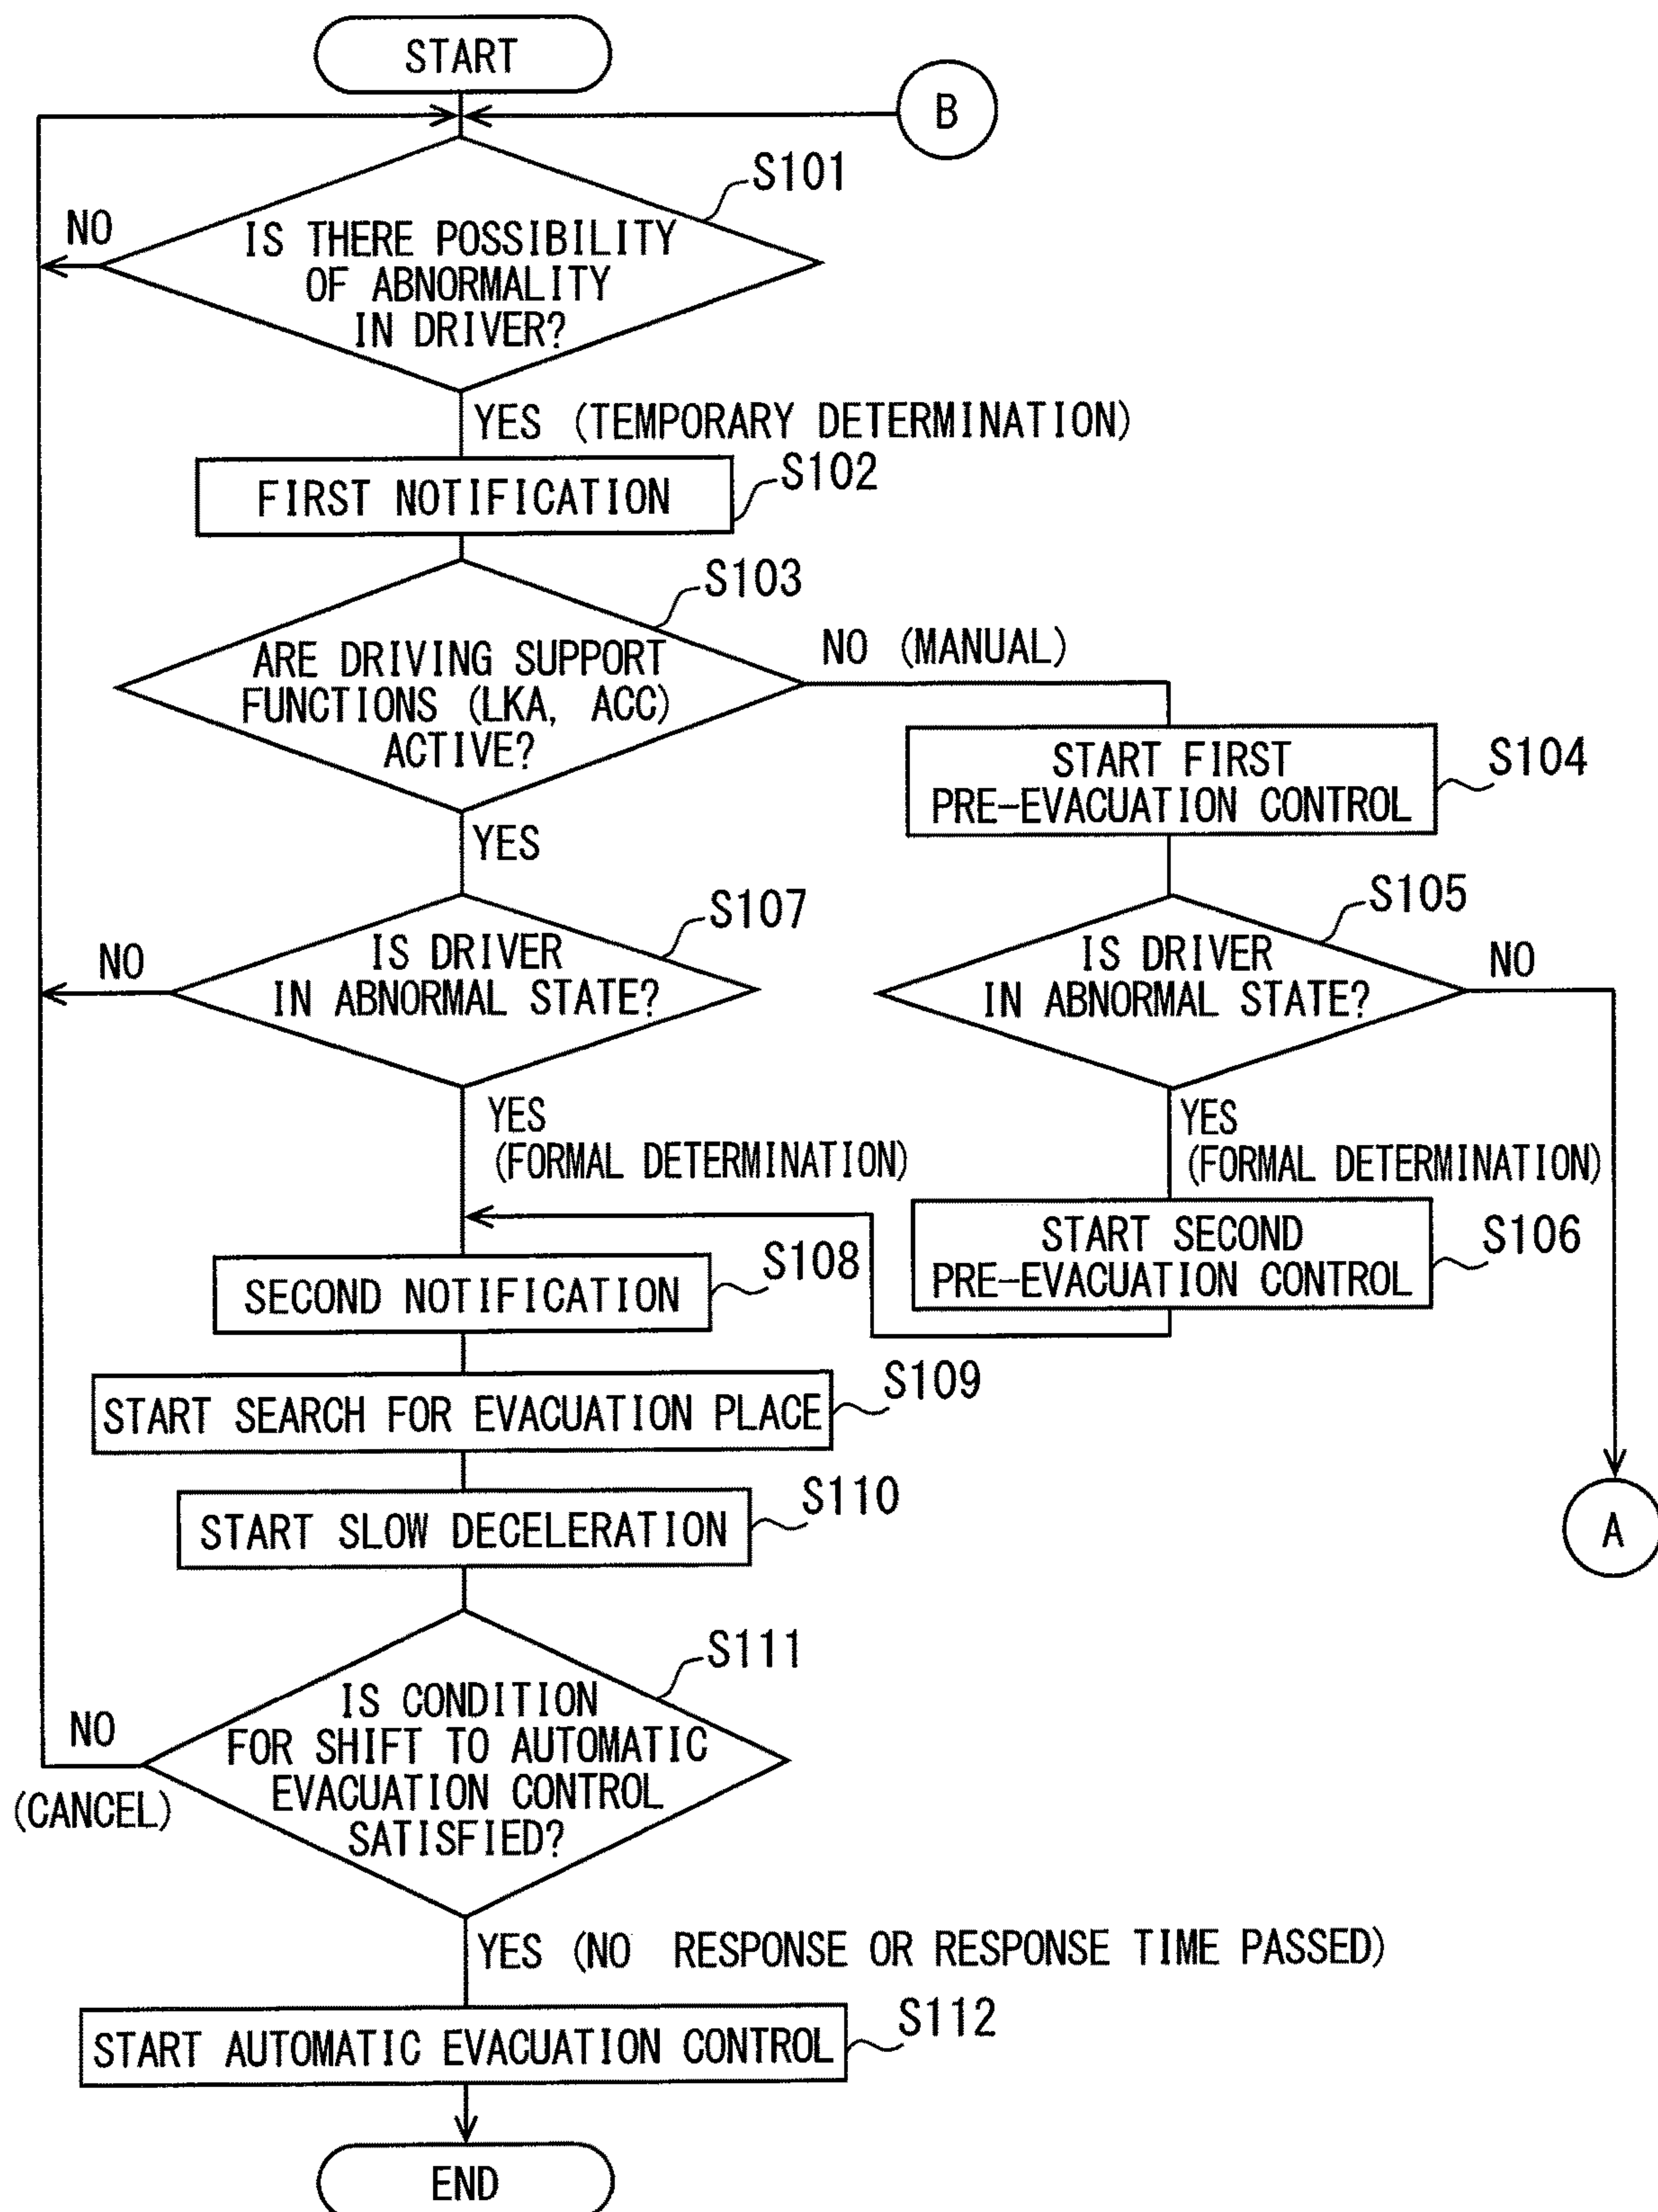 START
B
S101
NO
IS THERE POSSIBILITY
OF ABNORMALITY
IN DRIVER?
YES (TEMPORARY DETERMINATION)
S102
FIRST NOTIFICATION
S103
ARE DRIVING SUPPORT
FUNCTIONS (LKA, ACC)
ACTIVE?
NO (MANUAL)
START FIRST
PRE-EVACUATION CONTROL
S104
YES
S107
NO
IS DRIVER
IN ABNORMAL STATE?
S105
IS DRIVER
IN ABNORMAL STATE?
NO
YES
(FORMAL DETERMINATION)
YES
(FORMAL DETERMINATION)
START SECOND
PRE-EVACUATION CONTROL
S106
S108
SECOND NOTIFICATION
S109
START SEARCH FOR EVACUATION PLACE
S110
START SLOW DECELERATION
A
S111
NO
(CANCEL)
IS CONDITION
FOR SHIFT TO AUTOMATIC
EVACUATION CONTROL
SATISFIED?
YES (NO RESPONSE OR RESPONSE TIME PASSED)
S112
START AUTOMATIC EVACUATION CONTROL
END